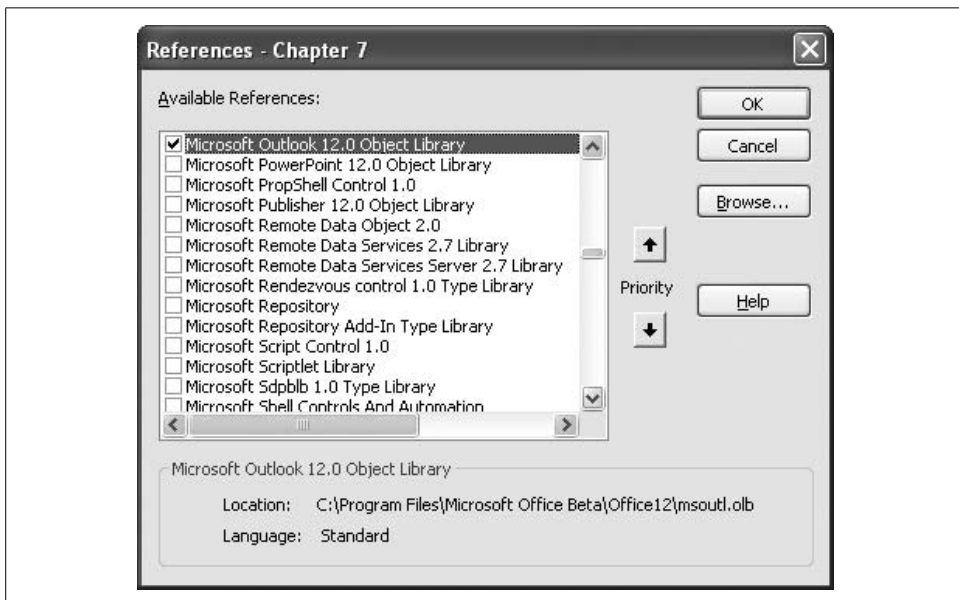 References - Chapter 7
Available References:
Microsoft Outlook 12.0 Object Library
Microsoft PowerPoint 12.0 Object Library
Microsoft PropShell Control 1.0
Microsoft Publisher 12.0 Object Library
Microsoft Remote Data Object 2.0
Microsoft Remote Data Services 2.7 Library
Microsoft Remote Data Services Server 2.7 Library
Microsoft Rendezvous control 1.0 Type Library
Microsoft Repository
Microsoft Repository Add-In Type Library
Microsoft Script Control 1.0
Microsoft Scriptlet Library
Microsoft Sdpblb 1.0 Type Library
Microsoft Shell Controls And Automation
Priority
OK
Cancel
Browse...
Help
Microsoft Outlook 12.0 Object Library
Location: C:\Program Files\Microsoft Office Beta\Office12\msoutl.olb
Language: Standard